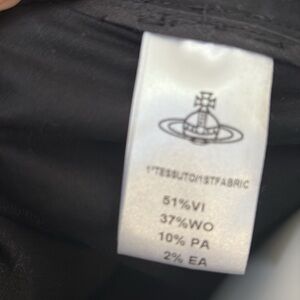 1°TESSUTO/1STFABRIC
51%VI
37%WO
10% PA
2% EA